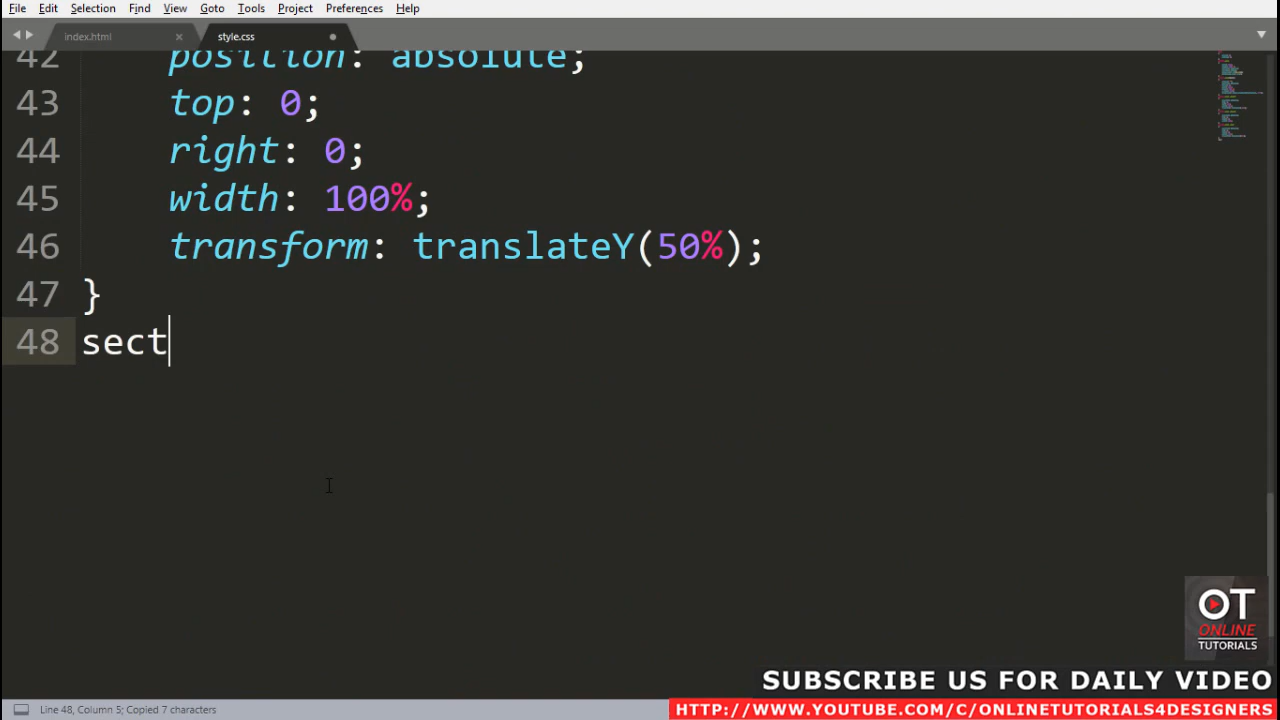 File Edit Selection Find View Goto Tools Project Preferences Help
index.html × style.css
42 position: absolute;
43 top: 0;
44 right: 0;
45 width: 100%;
46 transform: translateY(50%);
47 }
48 sect
OT
ONLINE
TUTORIALS
SUBSCRIBE US FOR DAILY VIDEO
Line 48, Column 5; Copied 7 characters
HTTP://WWW.YOUTUBE.COM/C/ONLINETUTORIALS4DESIGNERS